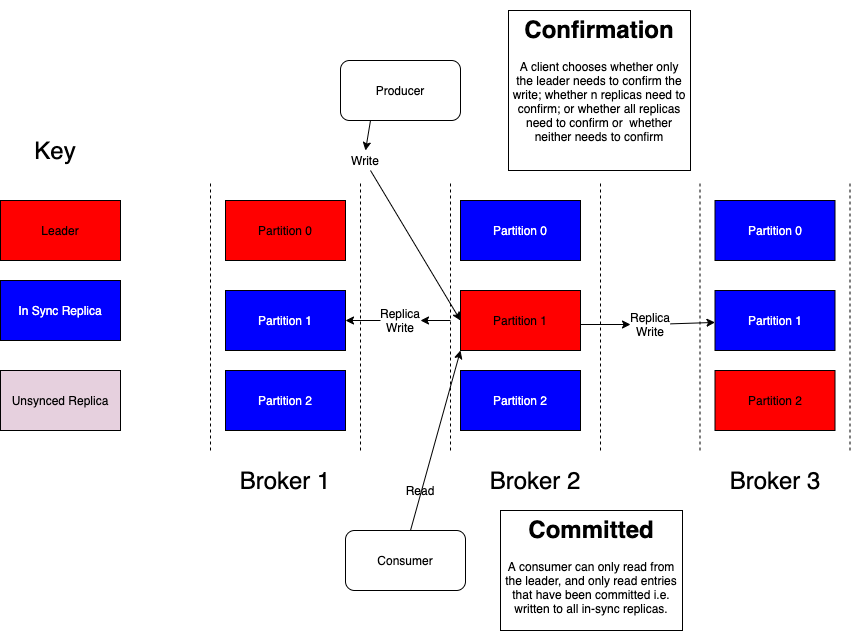 Confirmation
A client chooses whether only
the leader needs to confirm the
write; whether n replicas need to
confirm; or whether all replicas
need to confirm or whether
neither needs to confirm
Producer
Write
Key
Leader
In Sync Replica
Unsynced Replica
Partition 0
Partition 1
Partition 2
Broker 1
Replica
Write
Partition 0
Partition 1
Partition 2
Broker 2
Replica
Write
Partition 0
Partition 1
Partition 2
Broker 3
Read
Consumer
Committed
A consumer can only read from
the leader, and only read entries
that have been committed i.e.
written to all in-sync replicas.